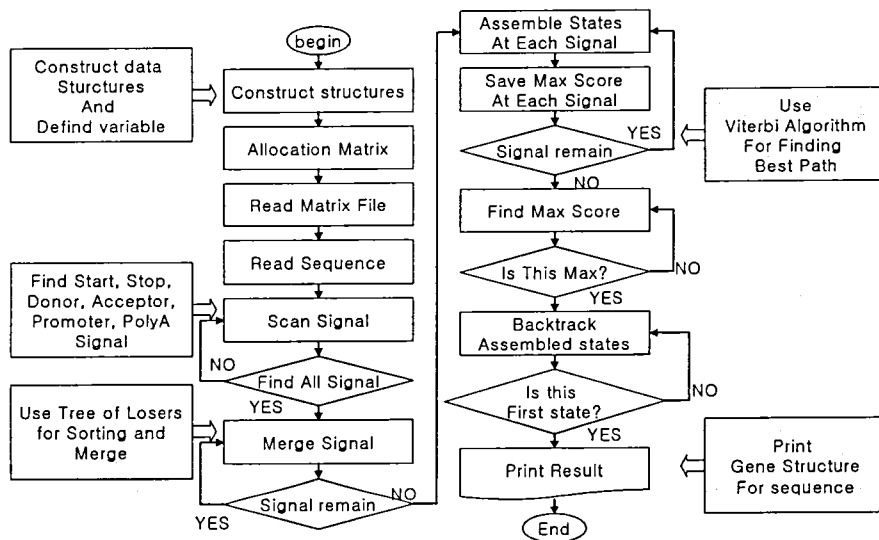 begin
Construct data
Sturctures
And
Defind variable
Construct structures
Allocation Matrix
Read Matrix File
Read Sequence
Find Start, Stop,
Donor, Acceptor,
Promoter, PolyA
Signal
Scan Signal
NO
Find All Signal
YES
Use Tree of Losers
for Sorting and
Merge
Merge Signal
NO
Signal remain
YES
Assemble States
At Each Signal
Save Max Score
At Each Signal
YES
Signal remain
NO
Use
Viterbi Algorithm
For Finding
Best Path
Find Max Score
Is This Max?
NO
YES
Backtrack
Assembled states
Is this
First state?
NO
YES
Print Result
Print
Gene Structure
For sequence
End